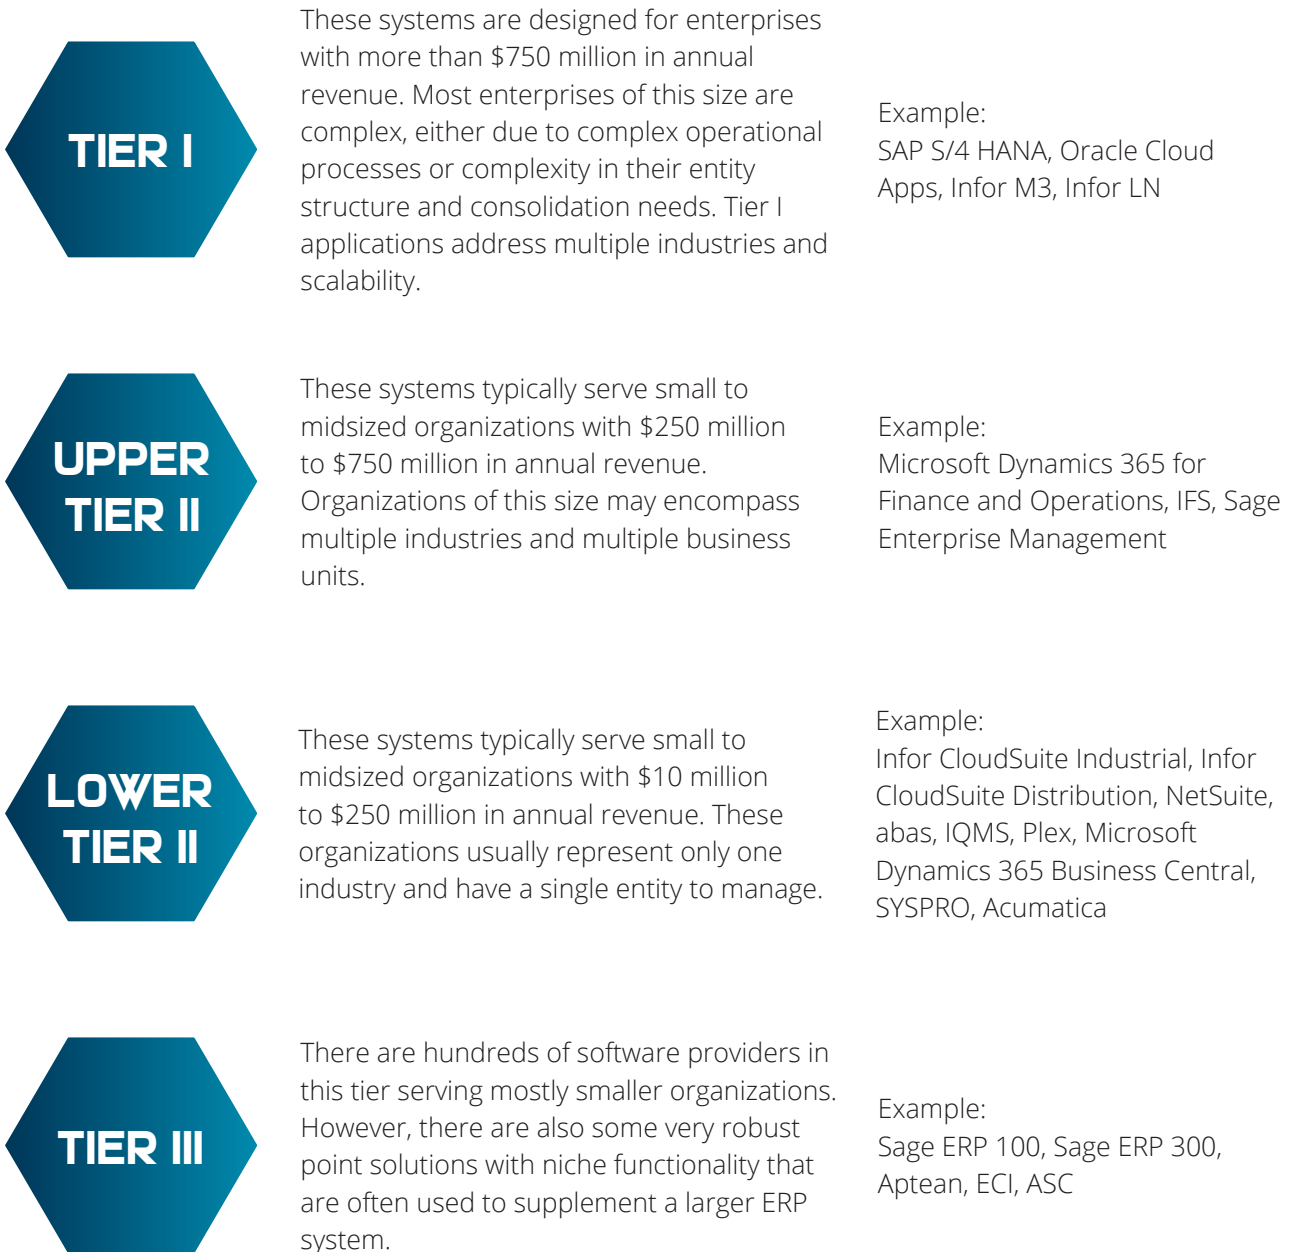 TIER I
These systems are designed for enterprises
with more than $750 million in annual
revenue. Most enterprises of this size are
complex, either due to complex operational
processes or complexity in their entity
structure and consolidation needs. Tier I
applications address multiple industries and
scalability.
Example:
SAP S/4 HANA, Oracle Cloud
Apps, Infor M3, Infor LN
UPPER
TIER II
These systems typically serve small to
midsized organizations with $250 million
to $750 million in annual revenue.
Organizations of this size may encompass
multiple industries and multiple business
units.
Example:
Microsoft Dynamics 365 for
Finance and Operations, IFS, Sage
Enterprise Management
LOWER
TIER II
These systems typically serve small to
midsized organizations with $10 million
to $250 million in annual revenue. These
organizations usually represent only one
industry and have a single entity to manage.
Example:
Infor CloudSuite Industrial, Infor
CloudSuite Distribution, NetSuite,
abas, IQMS, Plex, Microsoft
Dynamics 365 Business Central,
SYSPRO, Acumatica
TIER III
There are hundreds of software providers in
this tier serving mostly smaller organizations.
However, there are also some very robust
point solutions with niche functionality that
are often used to supplement a larger ERP
system.
Example:
Sage ERP 100, Sage ERP 300,
Aptean, ECI, ASC